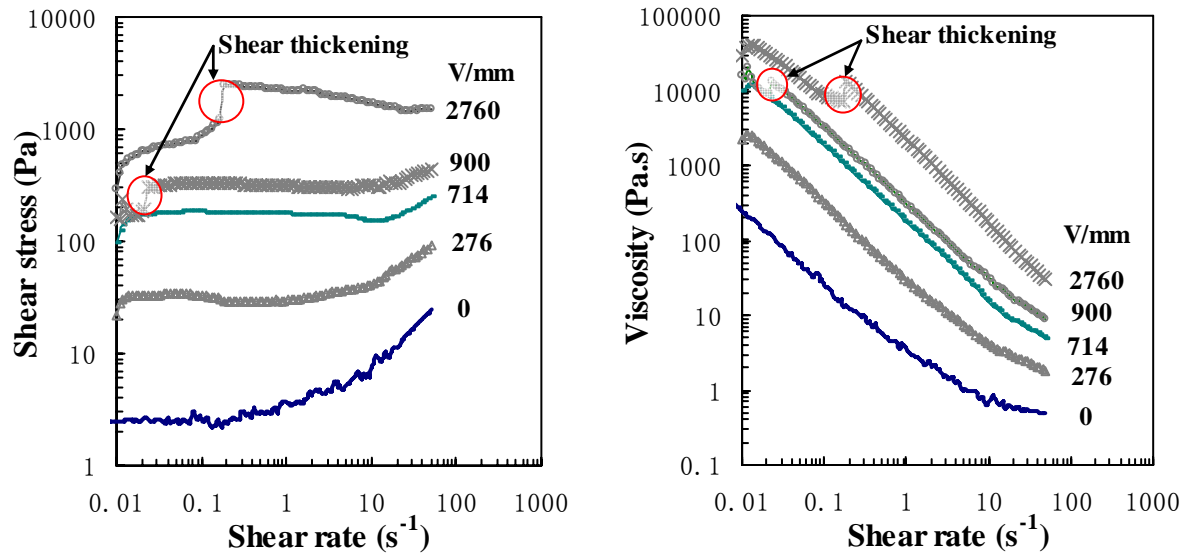 10000
1000
100
10
1
Shear stress (Pa)
Shear thickening
V/mm
2760
900
714
276
0
0.01 0.1 1 10 100 1000
Shear rate (s⁻¹)
100000
10000
1000
100
10
1
0.1
Viscosity (Pa.s)
Shear thickening
V/mm
2760
900
714
276
0
0.01 0.1 1 10 100 1000
Shear rate (s⁻¹)